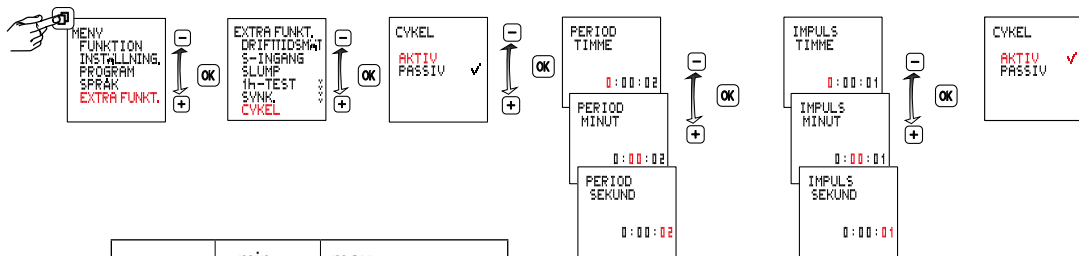 MENY
FUNKTION
INSTÄLLNING.
PROGRAM
SPRÅK
EXTRA FUNKT.
−
+
OK
EXTRA FUNKT.
DRIFTTIDSMÄT
S-INGANG
SLUMP
1h-TEST
SYNK.
CYKEL
−
+
OK
CYKEL
AKTIV
PASSIV ✓
−
+
OK
PERIOD
TIMME
0:00:02
PERIOD
MINUT
0:00:02
PERIOD
SEKUND
0:00:02
−
+
OK
IMPULS
TIMME
0:00:01
IMPULS
MINUT
0:00:01
IMPULS
SEKUND
0:00:01
−
+
OK
CYKEL
AKTIV ✓
PASSIV